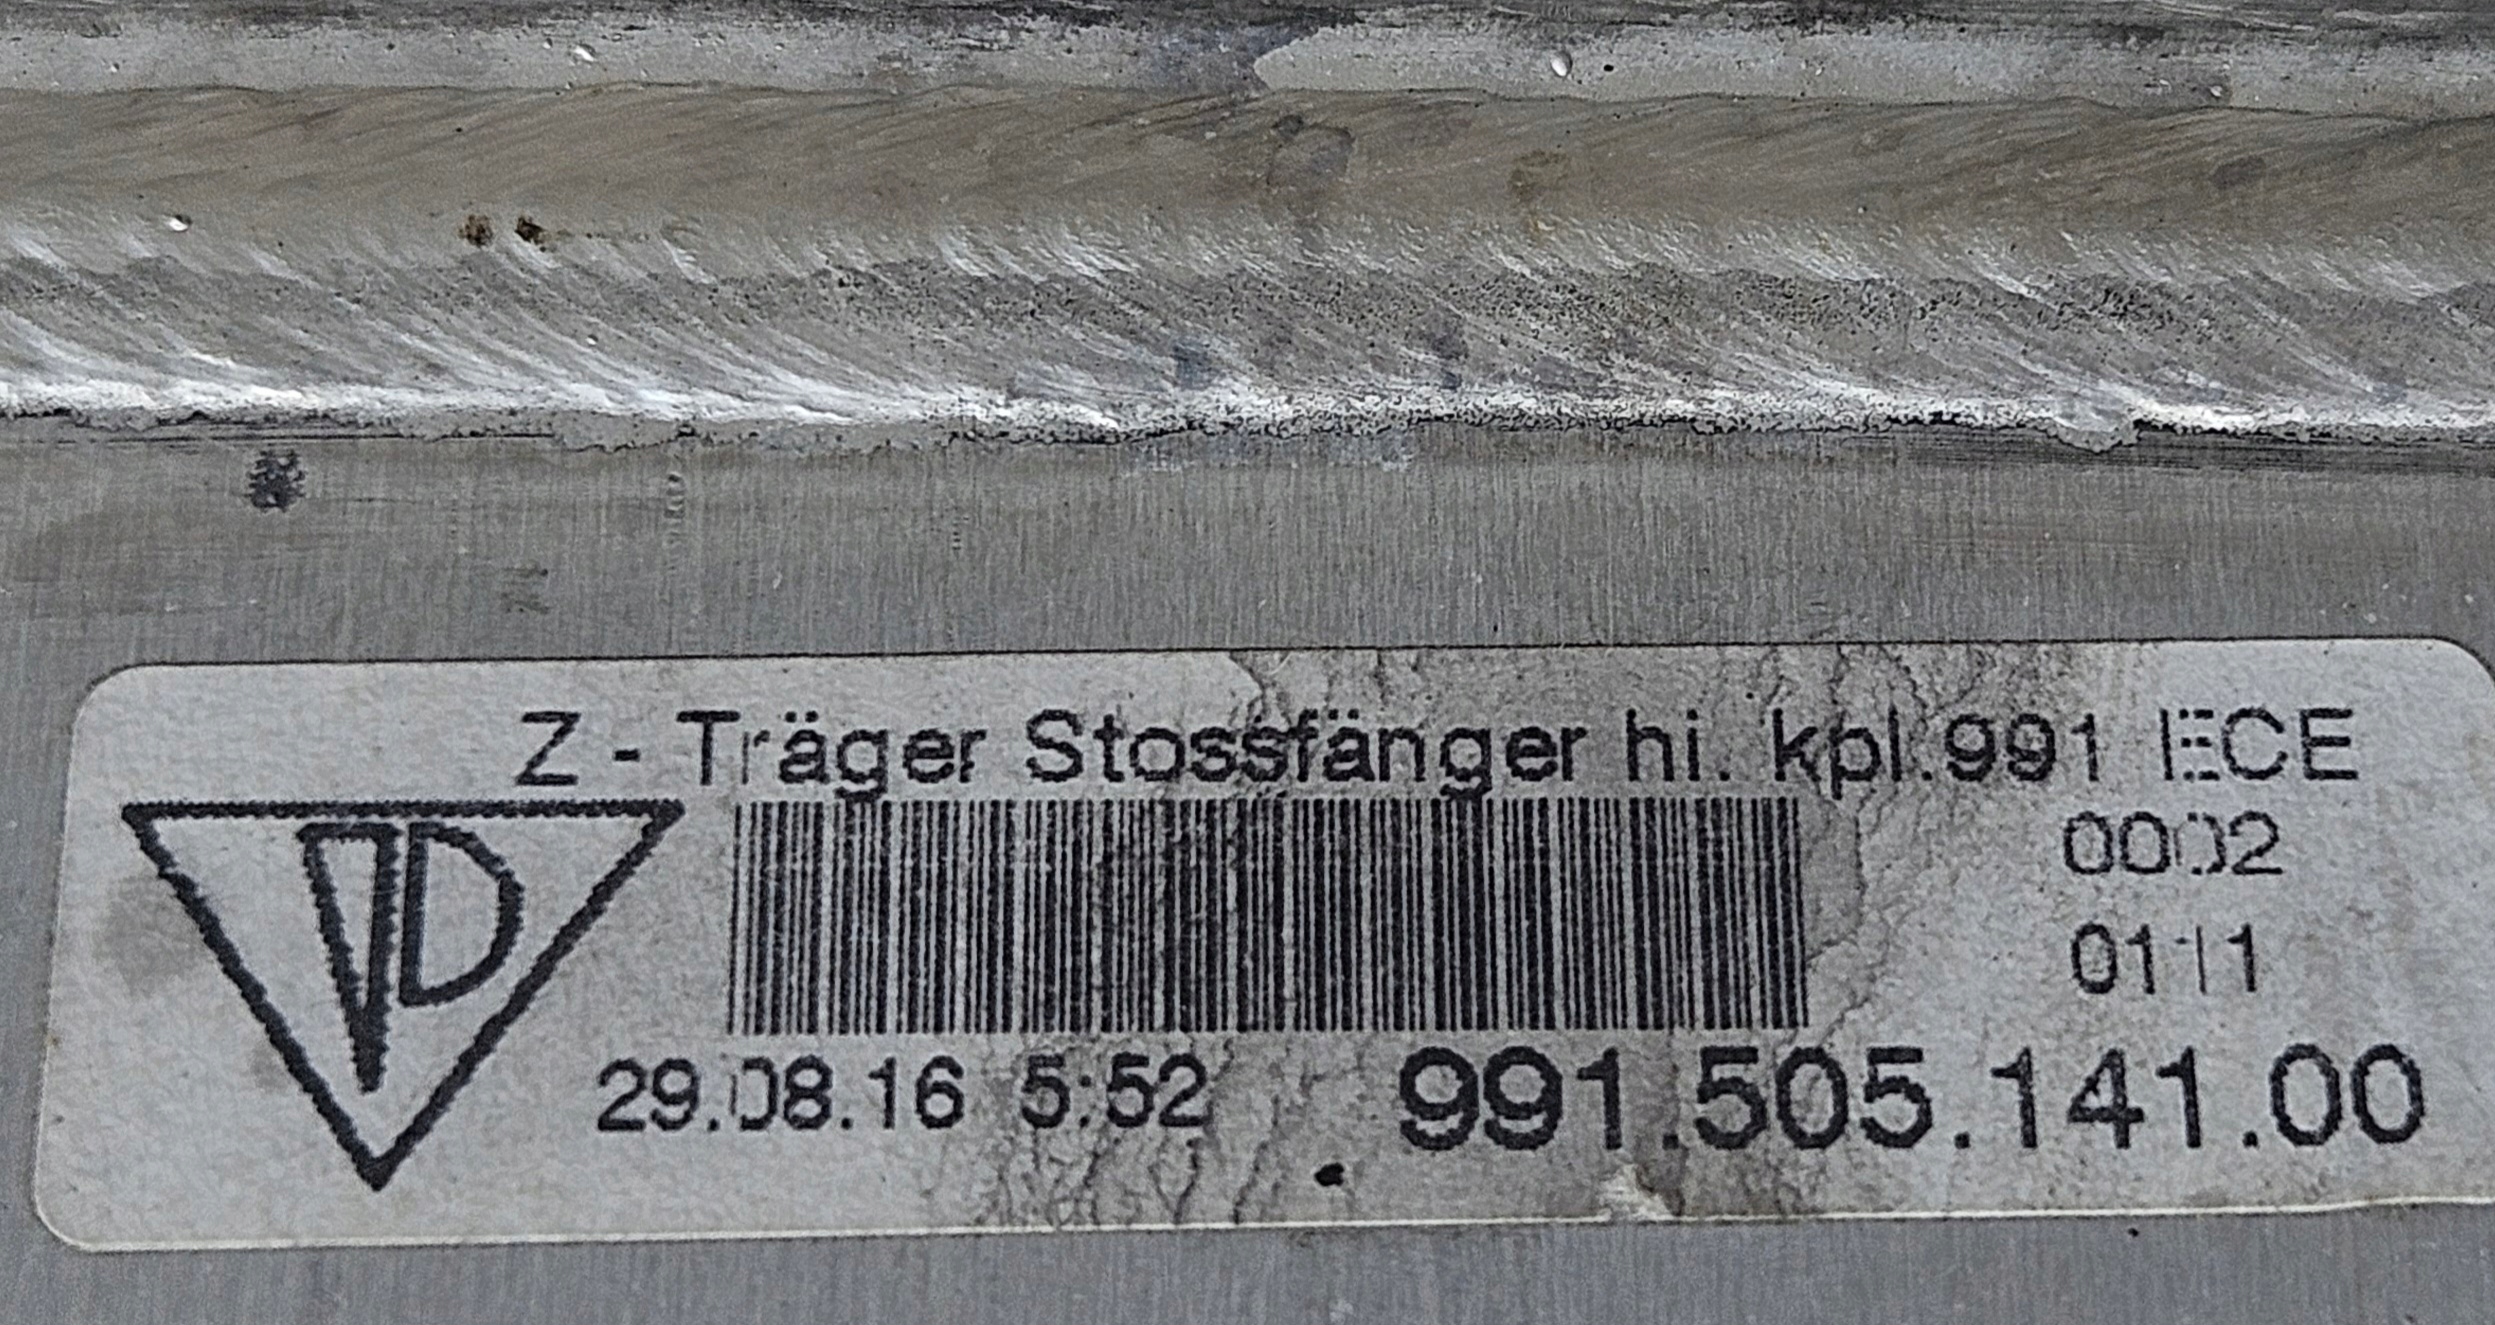 Z - Träger Stossfänger hi. kpl.991 ECE
0002
0111
29.08.16 5:52 991.505.141.00